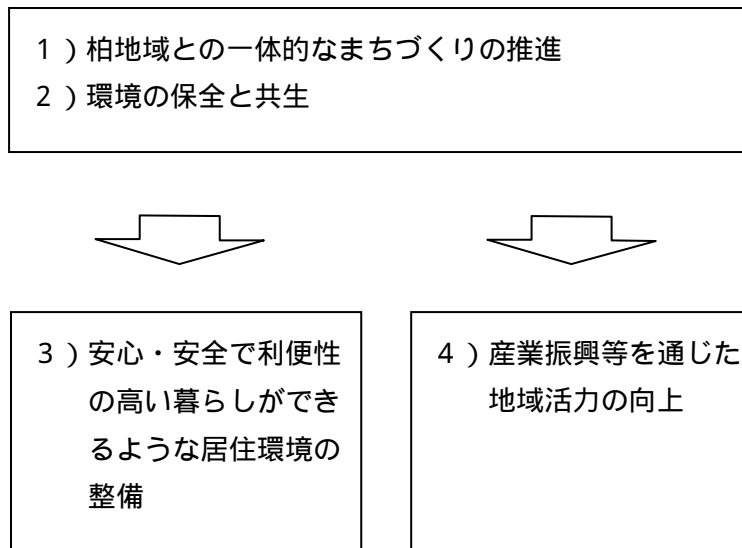 1）柏地域との一体的なまちづくりの推進
2）環境の保全と共生
3）安心・安全で利便性
の高い暮らしができ
るような居住環境の
整備
4）産業振興等を通じた
地域活力の向上